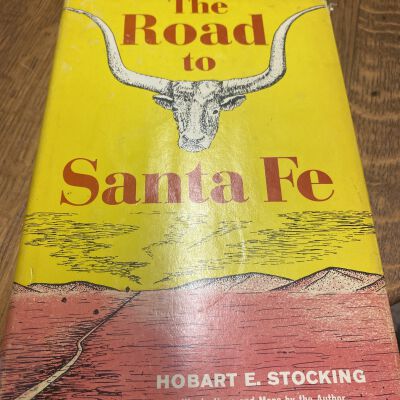 The
Road
to
Santa Fe
HOBART E. STOCKING
and Maps by the Author